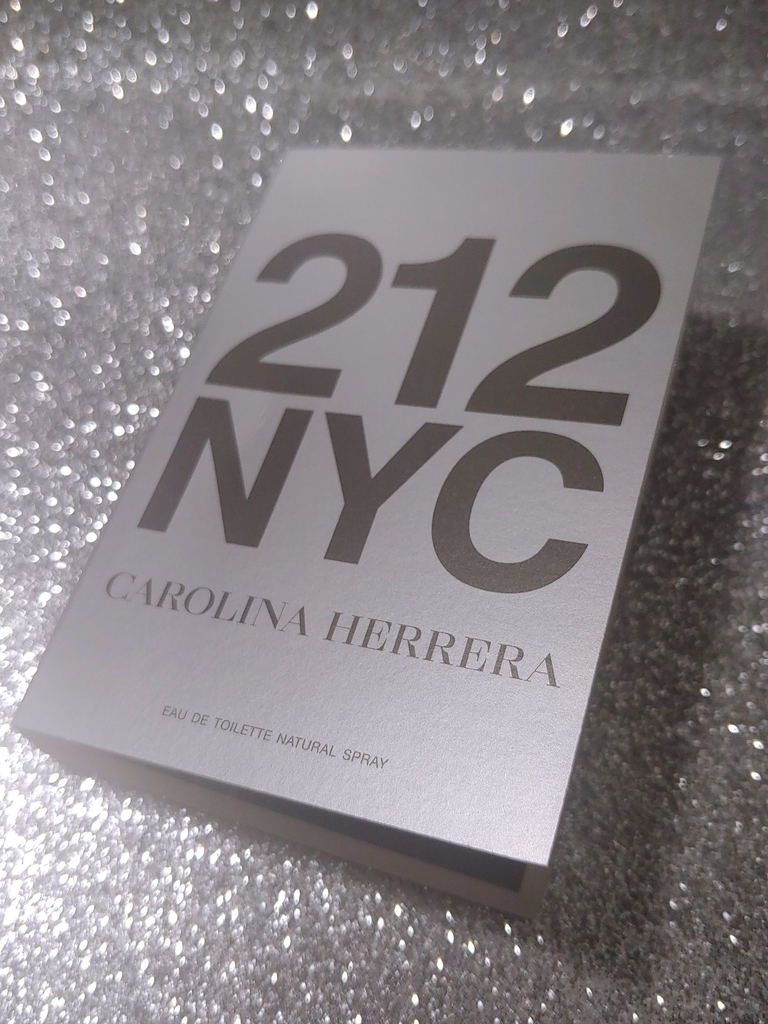 212
NYC
CAROLINA HERRERA
EAU DE TOILETTE NATURAL SPRAY